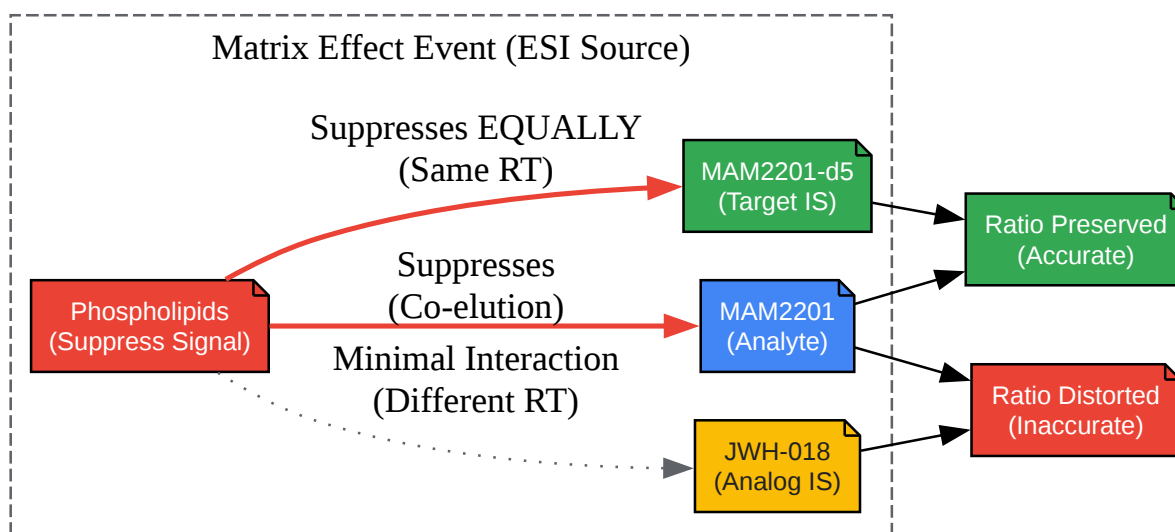 Matrix Effect Event (ESI Source)
Suppresses EQUALLY
(Same RT)
MAM2201-d5
(Target IS)
Ratio Preserved
(Accurate)
Phospholipids
(Suppress Signal)
Suppresses
(Co-elution)
MAM2201
(Analyte)
Minimal Interaction
(Different RT)
Ratio Distorted
(Inaccurate)
JWH-018
(Analog IS)